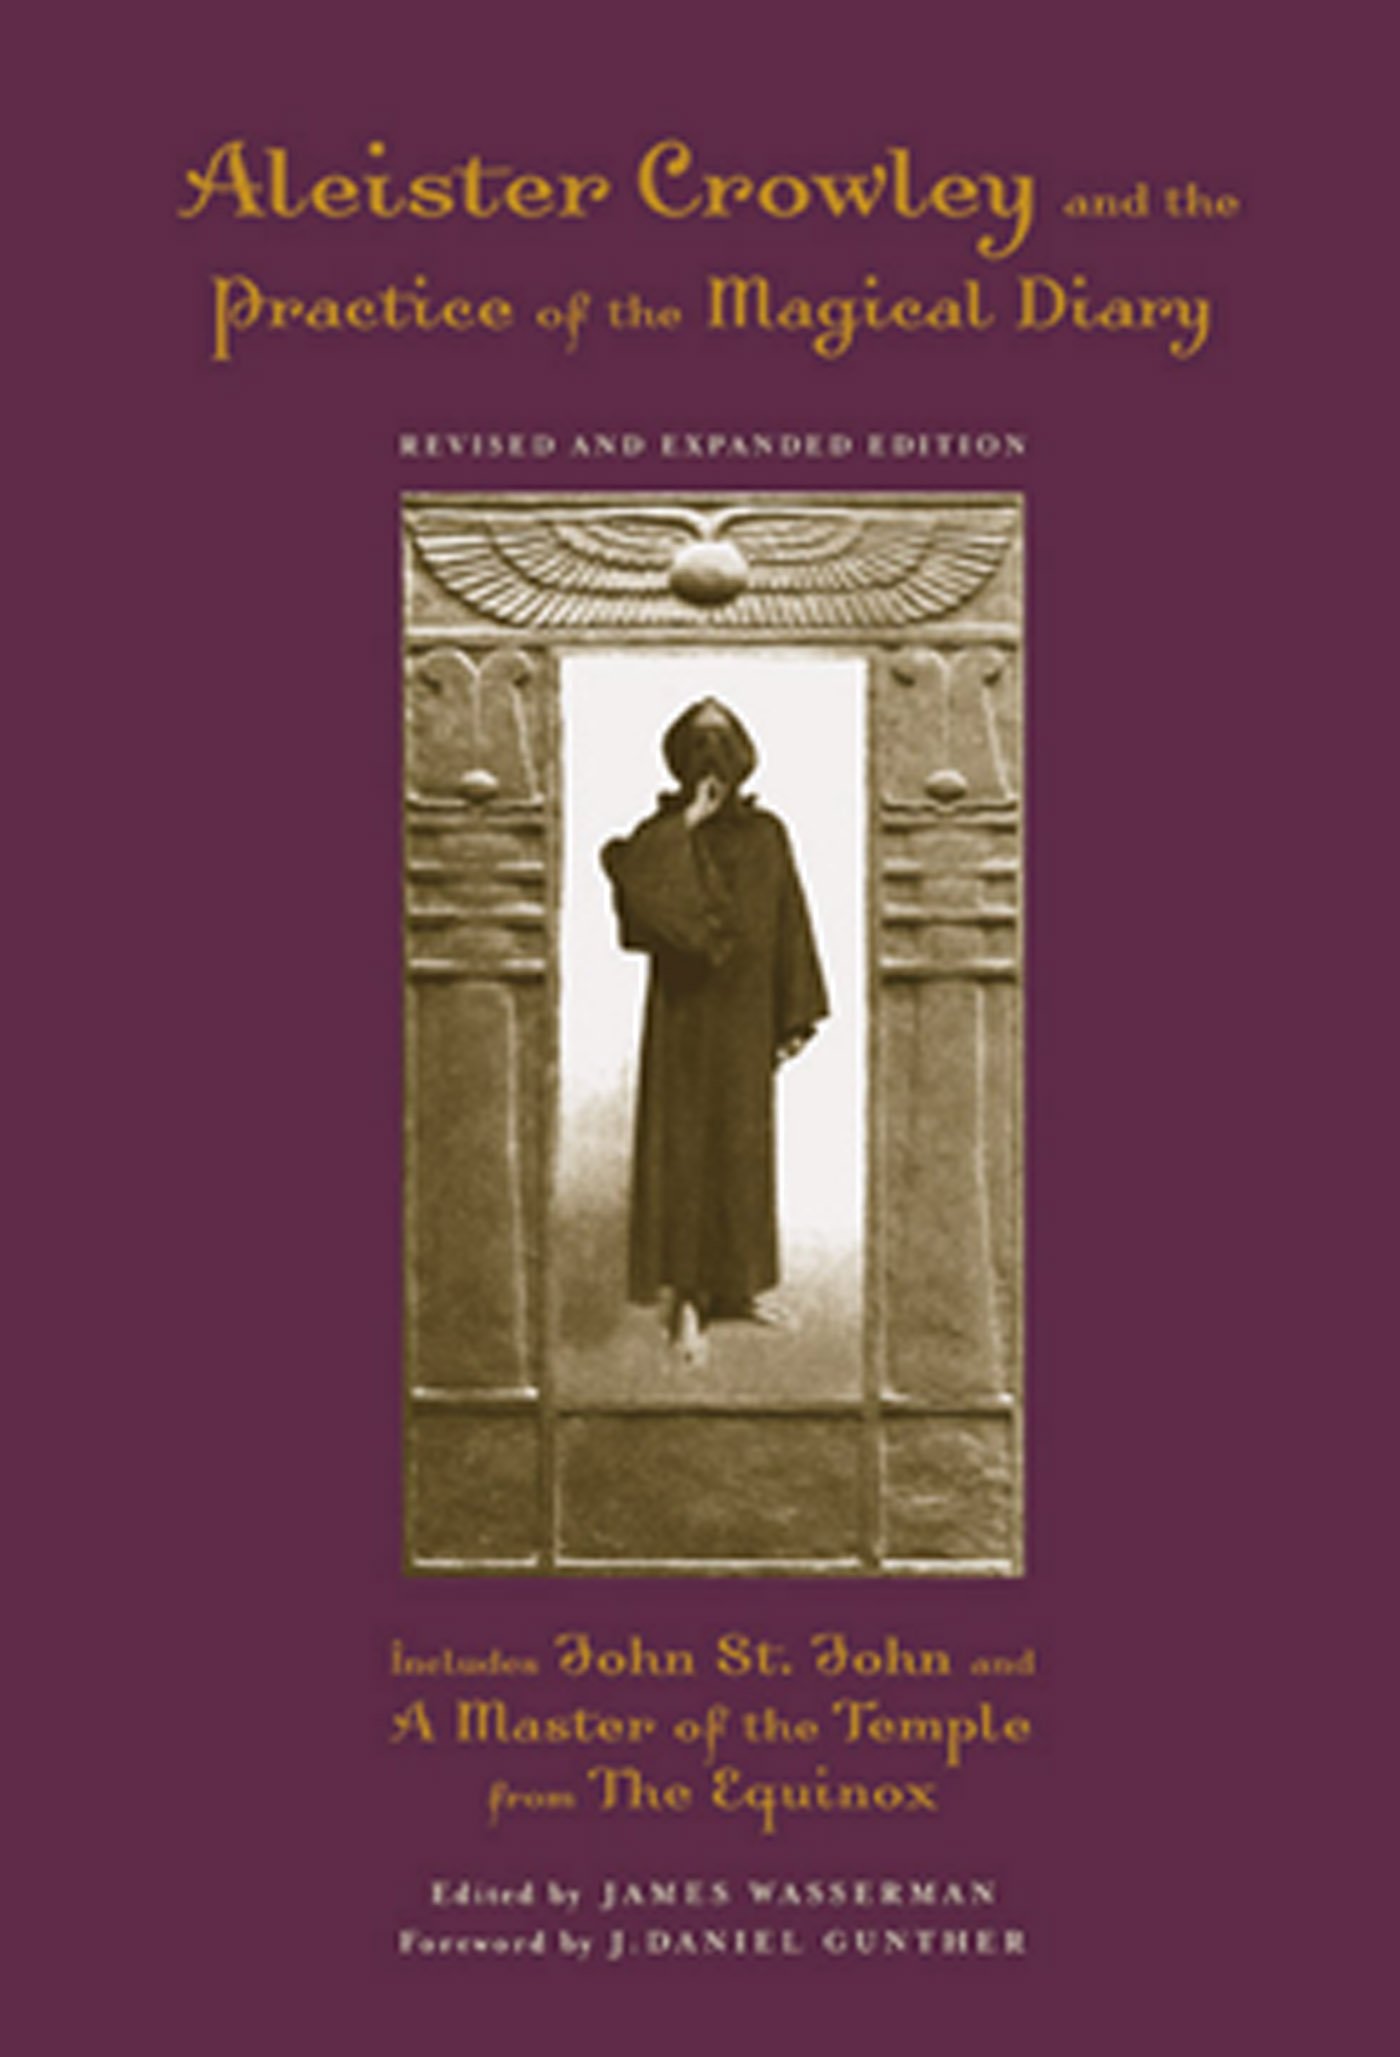 Aleister Crowley and the
Practice of the Magical Diary
REVISED AND EXPANDED EDITION
Includes John St. John and
A Master of the Temple
from The Equinox
Edited by JAMES WASSERMAN
Foreword by J. DANIEL GUNTHER